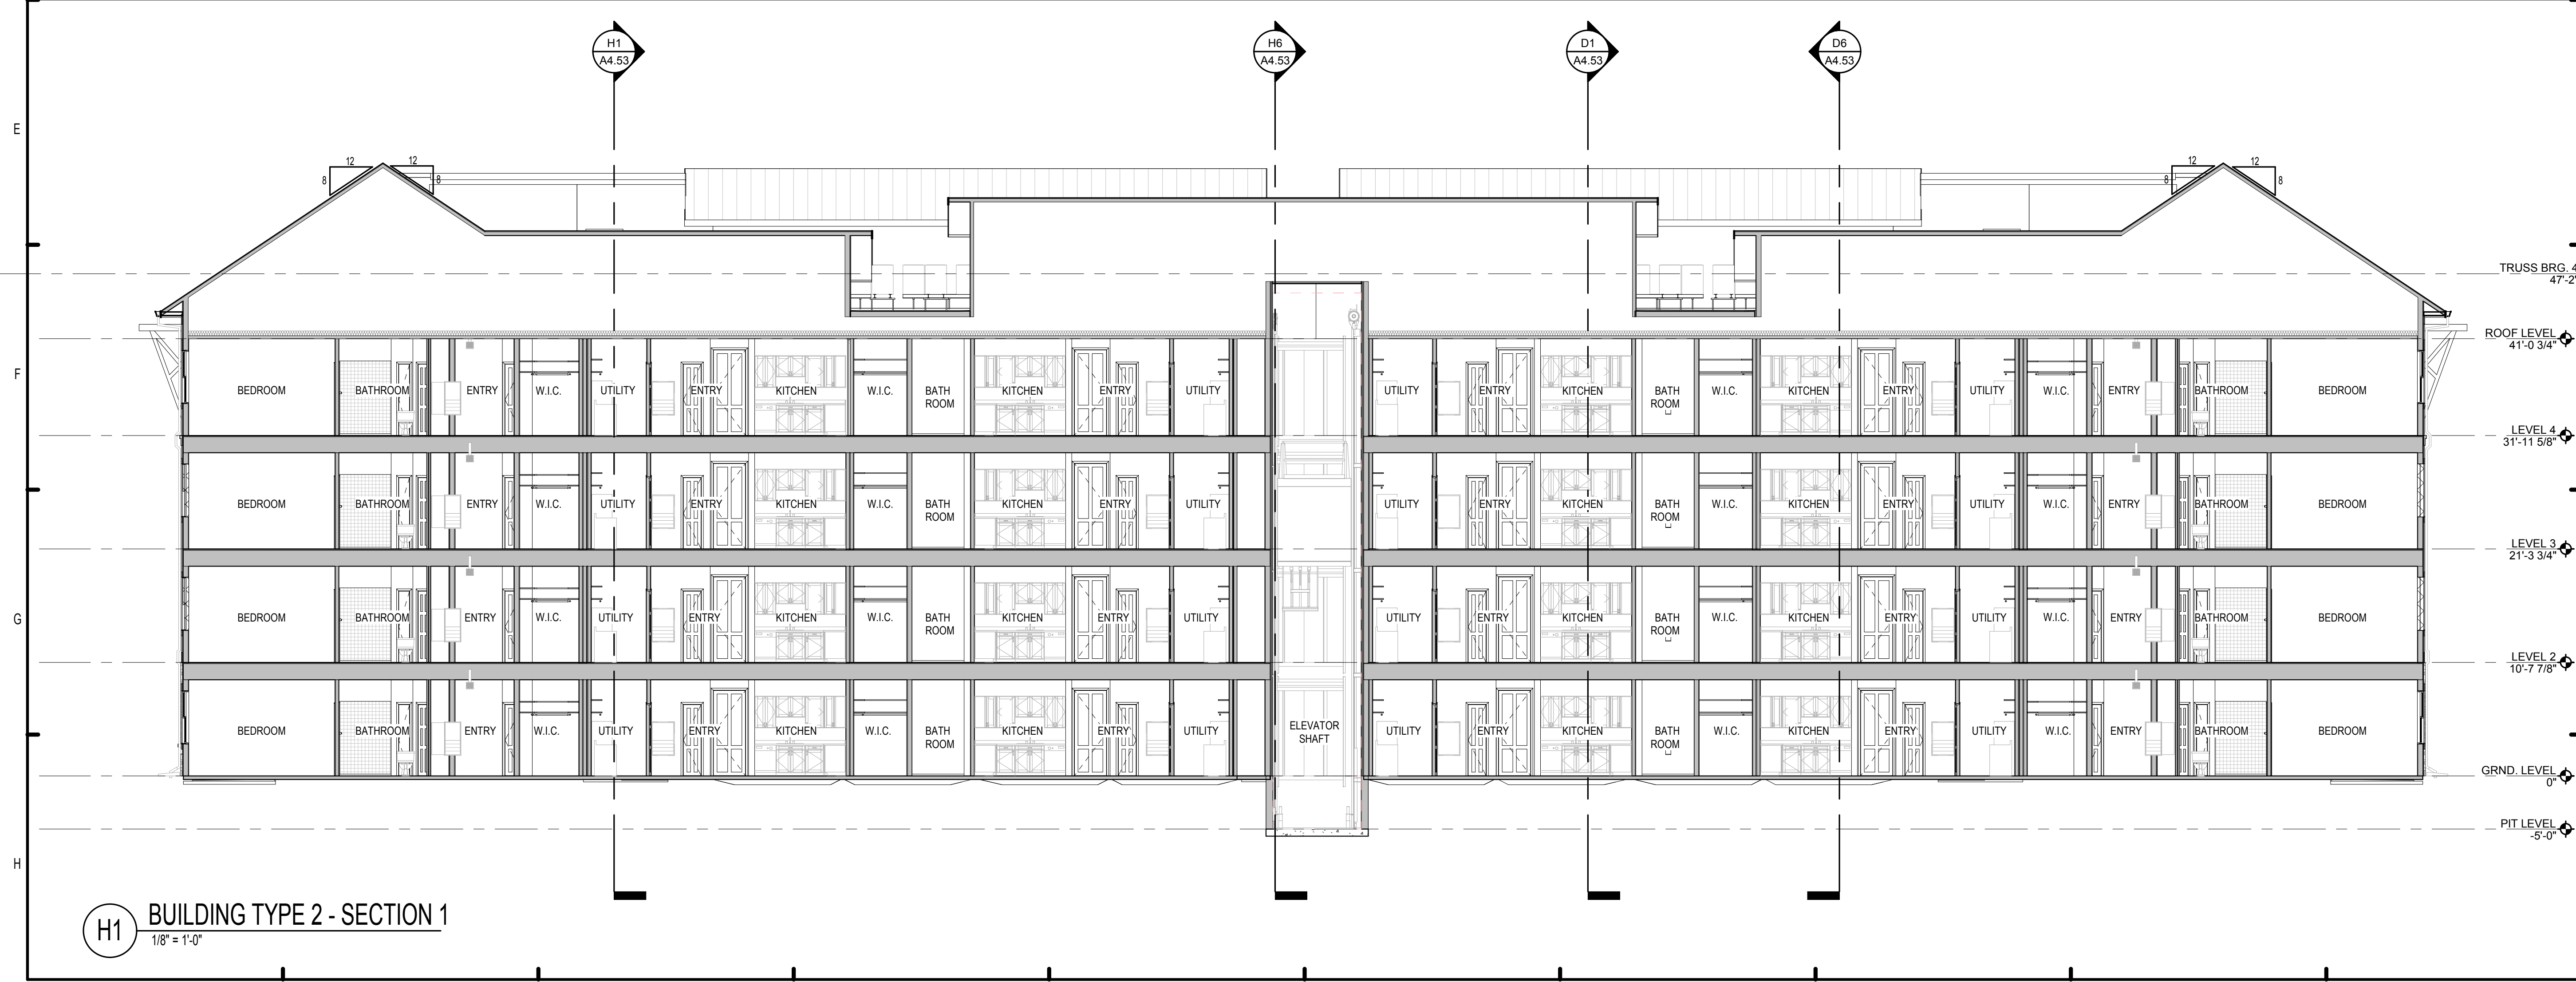 H1
A4.53
H6
A4.53
D1
A4.53
D6
A4.53
E
12 12
8 8
12 12
8 8
TRUSS BRG. 4
47'-2"
ROOF LEVEL
41'-0 3/4"
F
BEDROOM BATHROOM ENTRY W.I.C. UTILITY ENTRY KITCHEN W.I.C. BATH ROOM KITCHEN ENTRY UTILITY UTILITY ENTRY KITCHEN BATH ROOM W.I.C. KITCHEN ENTRY UTILITY W.I.C. ENTRY BATHROOM BEDROOM
LEVEL 4
31'-11 5/8"
BEDROOM BATHROOM ENTRY W.I.C. UTILITY ENTRY KITCHEN W.I.C. BATH ROOM KITCHEN ENTRY UTILITY UTILITY ENTRY KITCHEN BATH ROOM W.I.C. KITCHEN ENTRY UTILITY W.I.C. ENTRY BATHROOM BEDROOM
LEVEL 3
21'-3 3/4"
G
BEDROOM BATHROOM ENTRY W.I.C. UTILITY ENTRY KITCHEN W.I.C. BATH ROOM KITCHEN ENTRY UTILITY UTILITY ENTRY KITCHEN BATH ROOM W.I.C. KITCHEN ENTRY UTILITY W.I.C. ENTRY BATHROOM BEDROOM
LEVEL 2
10'-7 7/8"
BEDROOM BATHROOM ENTRY W.I.C. UTILITY ENTRY KITCHEN W.I.C. BATH ROOM KITCHEN ENTRY UTILITY ELEVATOR SHAFT UTILITY ENTRY KITCHEN BATH ROOM W.I.C. KITCHEN ENTRY UTILITY W.I.C. ENTRY BATHROOM BEDROOM
GRND. LEVEL
0"
PIT LEVEL
-5'-0"
H
H1 BUILDING TYPE 2 - SECTION 1
1/8" = 1'-0"